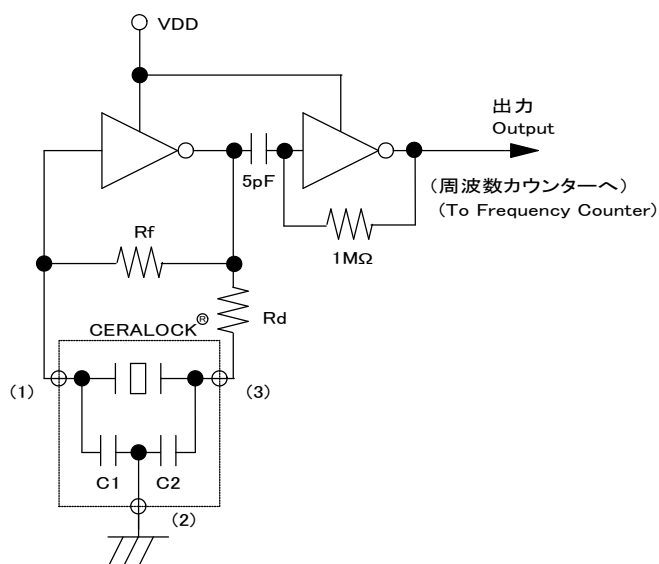 VDD
出力
Output
5pF
(周波数カウンターへ)
(To Frequency Counter)
Rf
1MΩ
Rd
CERALOCK®
(1)
(3)
C1
C2
(2)